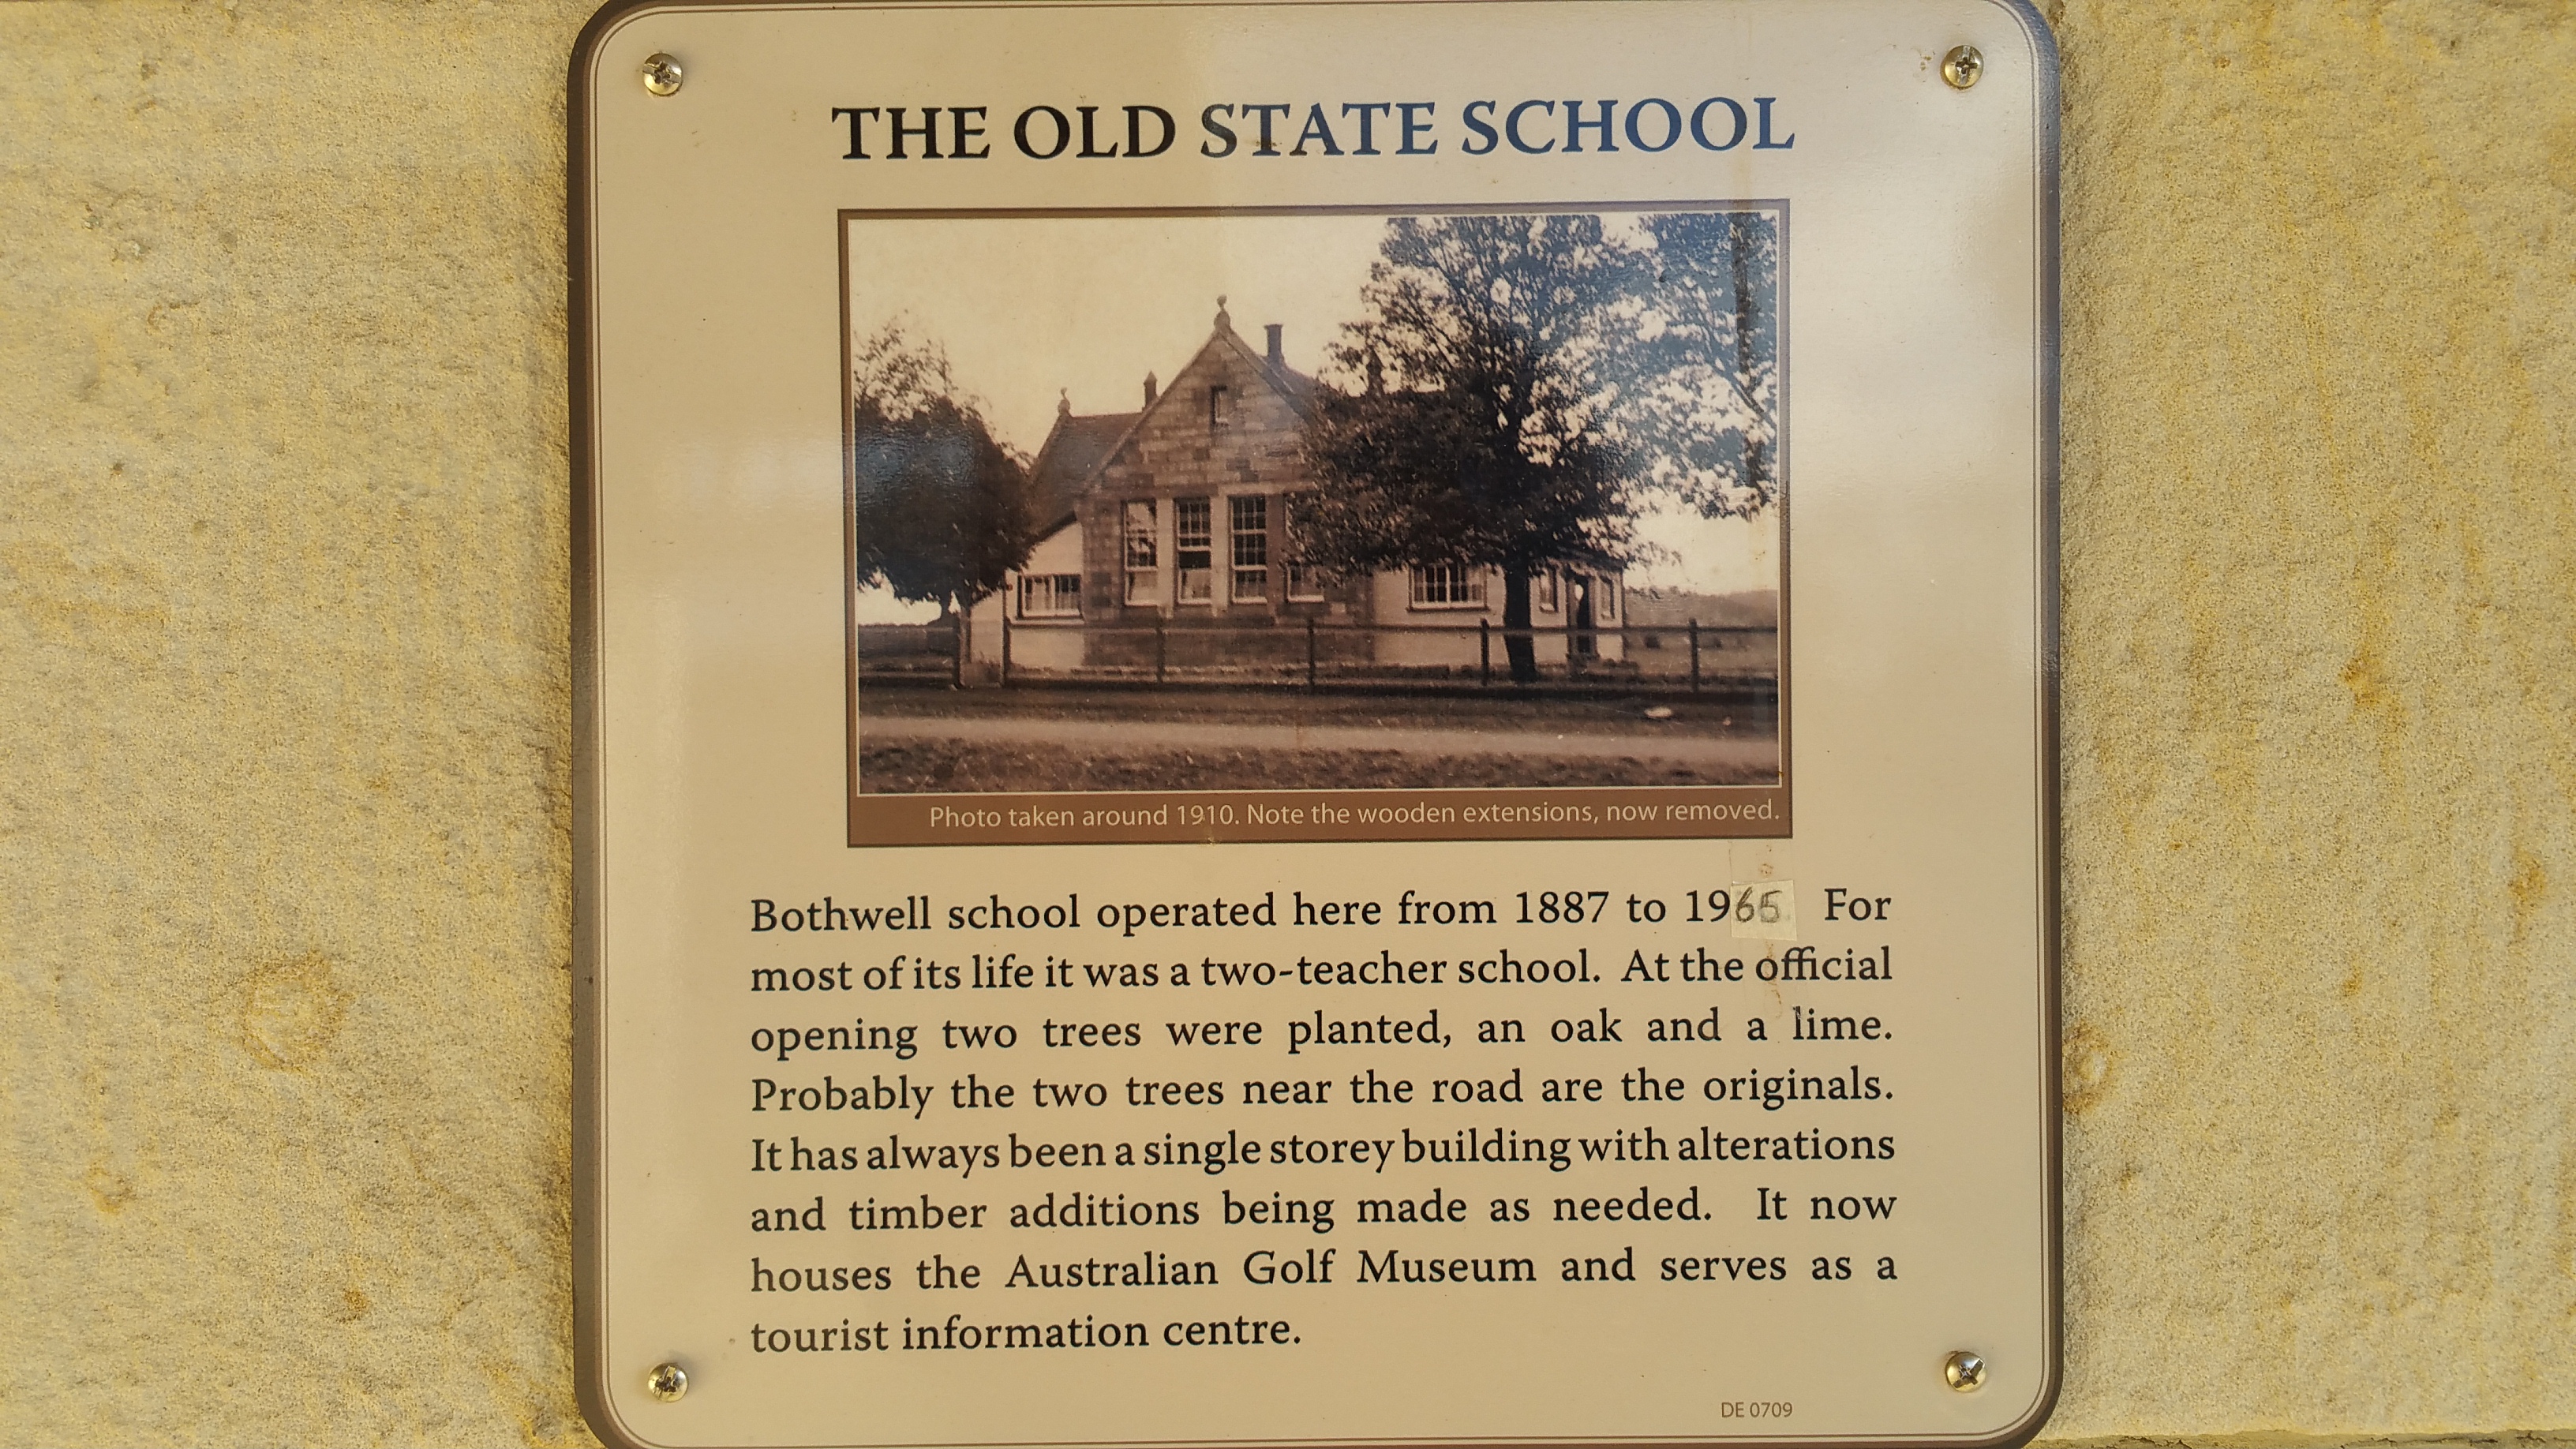 THE OLD STATE SCHOOL
Photo taken around 1910. Note the wooden extensions, now removed.
Bothwell school operated here from 1887 to 1965 For
most of its life it was a two-teacher school. At the official
opening two trees were planted, an oak and a lime.
Probably the two trees near the road are the originals.
It has always been a single storey building with alterations
and timber additions being made as needed. It now
houses the Australian Golf Museum and serves as a
tourist information centre.
DE 0709